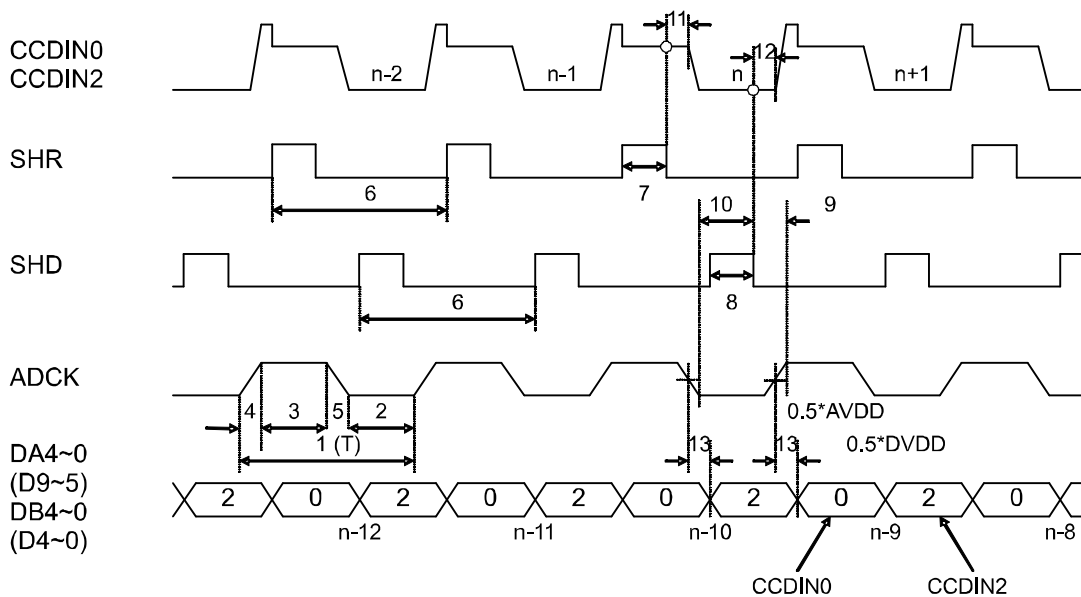 11
CCDIN0
CCDIN2
12
n-2
n-1
n
n+1
SHR
6
7
10
9
SHD
6
8
ADCK
4
3
5
2
0.5*AVDD
1 (T)
13
13
0.5*DVDD
DA4~0
(D9~5)
DB4~0
(D4~0)
2 0 2 0 2 0 2 0 2 0
n-12 n-11 n-10 n-9 n-8
CCDIN0
CCDIN2